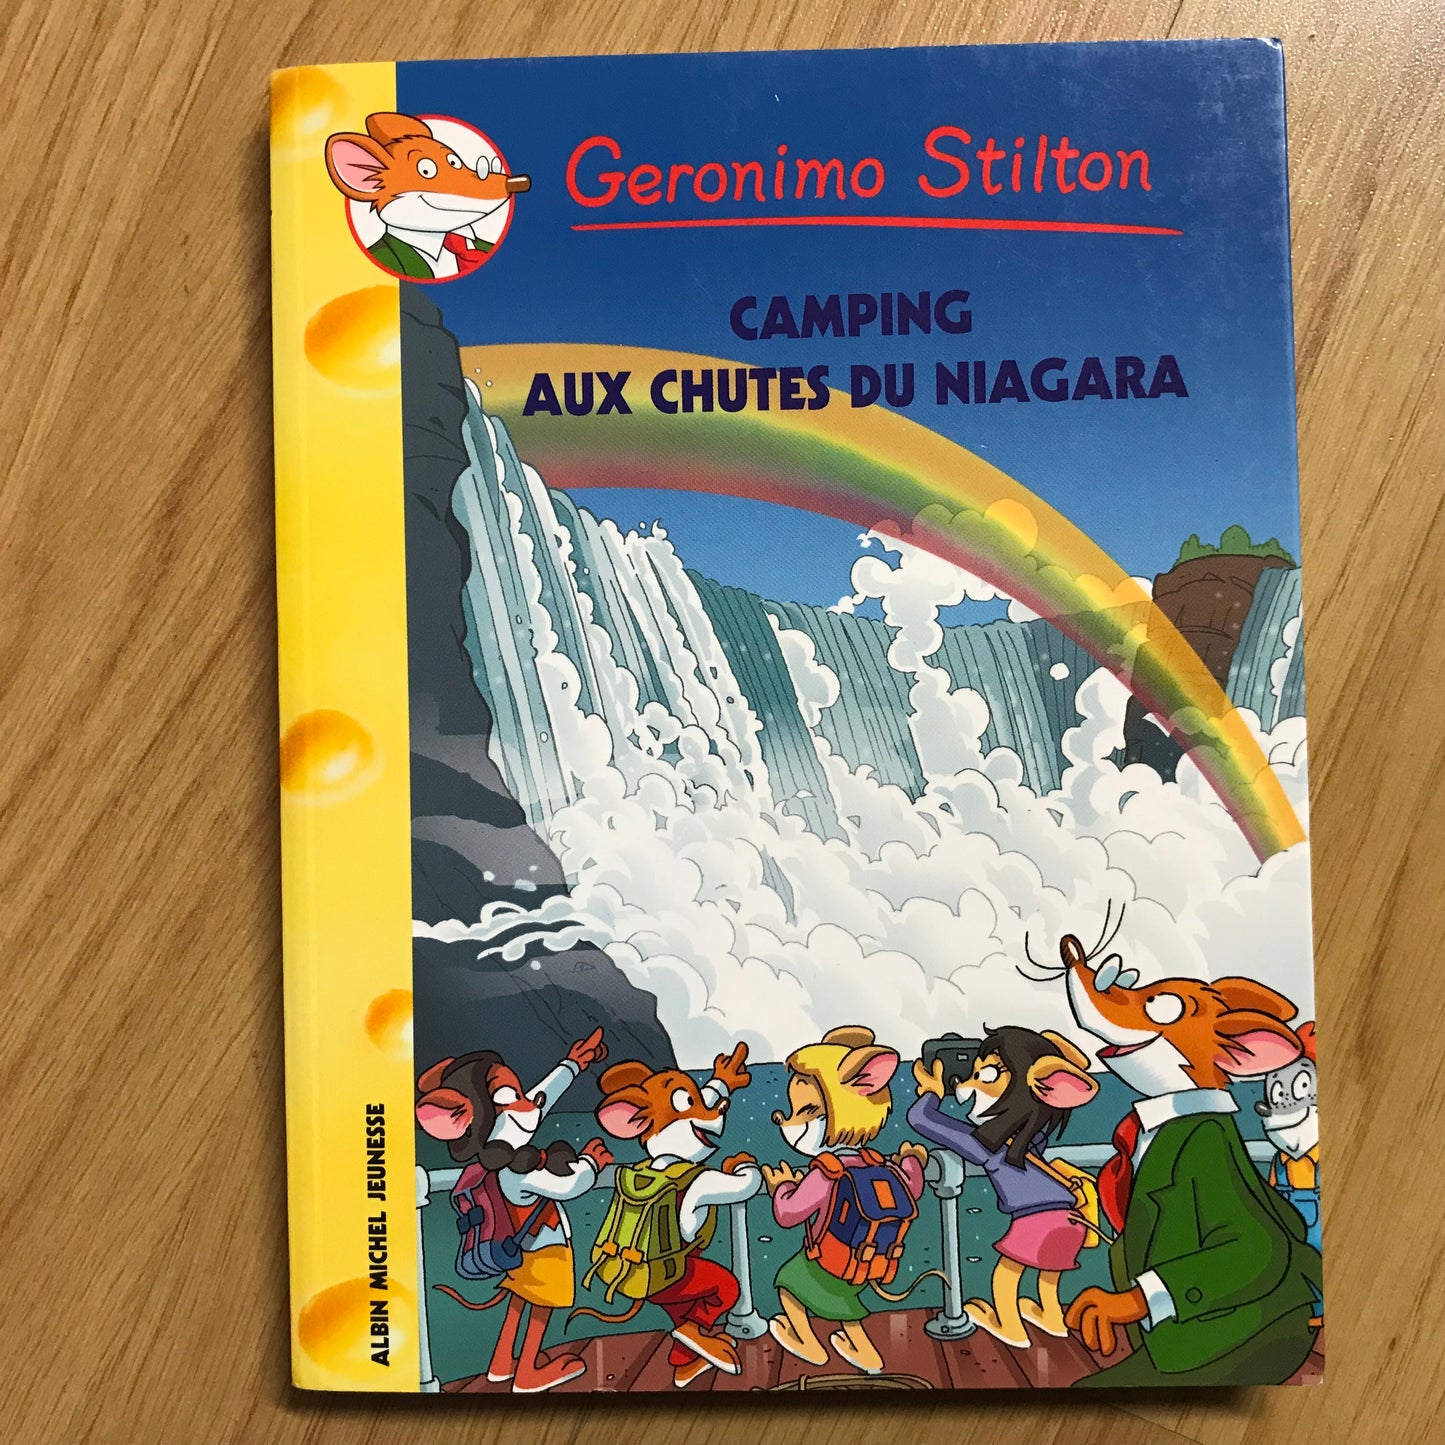 Geronimo Stilton
CAMPING
AUX CHUTES DU NIAGARA
ALBIN MICHEL JEUNESSE